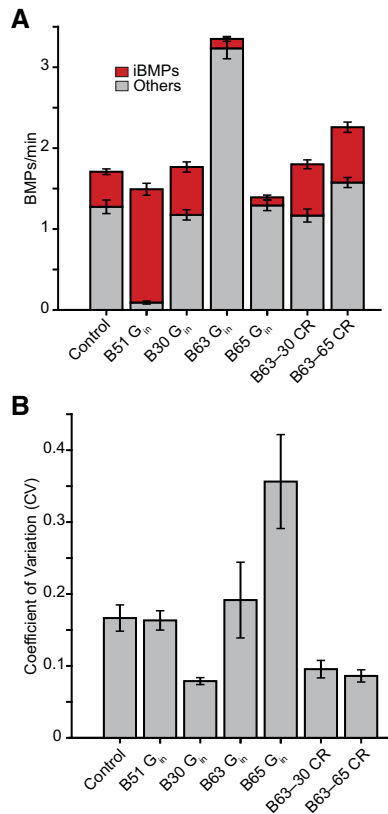 A
3
2
1
0
BMPs/min
iBMPs
Others
Control
B51 Gin
B30 Gin
B63 Gin
B65 Gin
B63–30 CR
B63–65 CR
B
0.4
0.3
0.2
0.1
0
Coefficient of Variation (CV)
Control
B51 Gin
B30 Gin
B63 Gin
B65 Gin
B63–30 CR
B63–65 CR